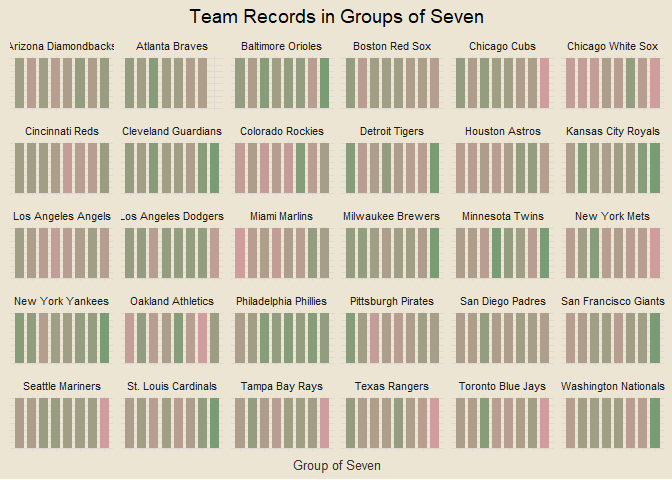 Team Records in Groups of Seven
Arizona Diamondbacks Atlanta Braves Baltimore Orioles Boston Red Sox Chicago Cubs Chicago White Sox
Cincinnati Reds Cleveland Guardians Colorado Rockies Detroit Tigers Houston Astros Kansas City Royals
Los Angeles Angels Los Angeles Dodgers Miami Marlins Milwaukee Brewers Minnesota Twins New York Mets
New York Yankees Oakland Athletics Philadelphia Phillies Pittsburgh Pirates San Diego Padres San Francisco Giants
Seattle Mariners St. Louis Cardinals Tampa Bay Rays Texas Rangers Toronto Blue Jays Washington Nationals
Group of Seven